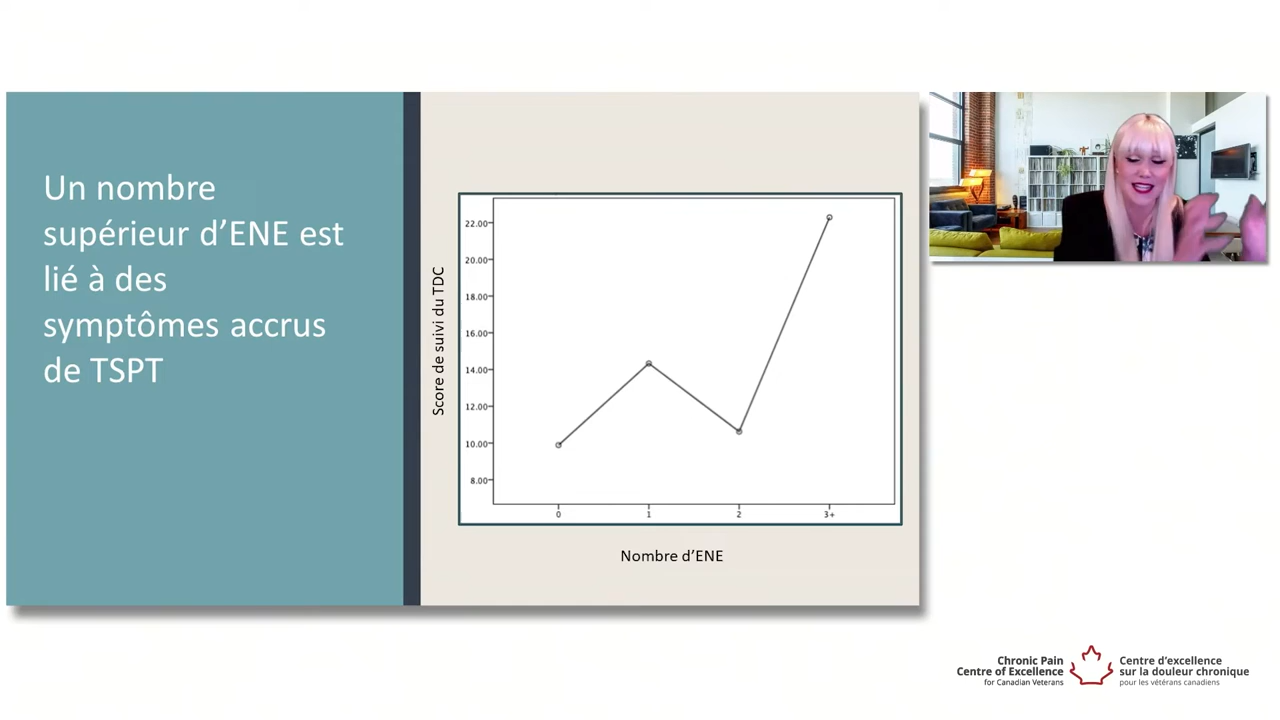 Un nombre
supérieur d’ENE est
lié à des
symptômes accrus
de TSPT
Score de suivi du TDC
22.00
20.00
18.00
16.00
14.00
12.00
10.00
8.00
0 1 2 3+
Nombre d’ENE
Chronic Pain
Centre of Excellence
for Canadian Veterans
Centre d’excellence
sur la douleur chronique
pour les vétérans canadiens